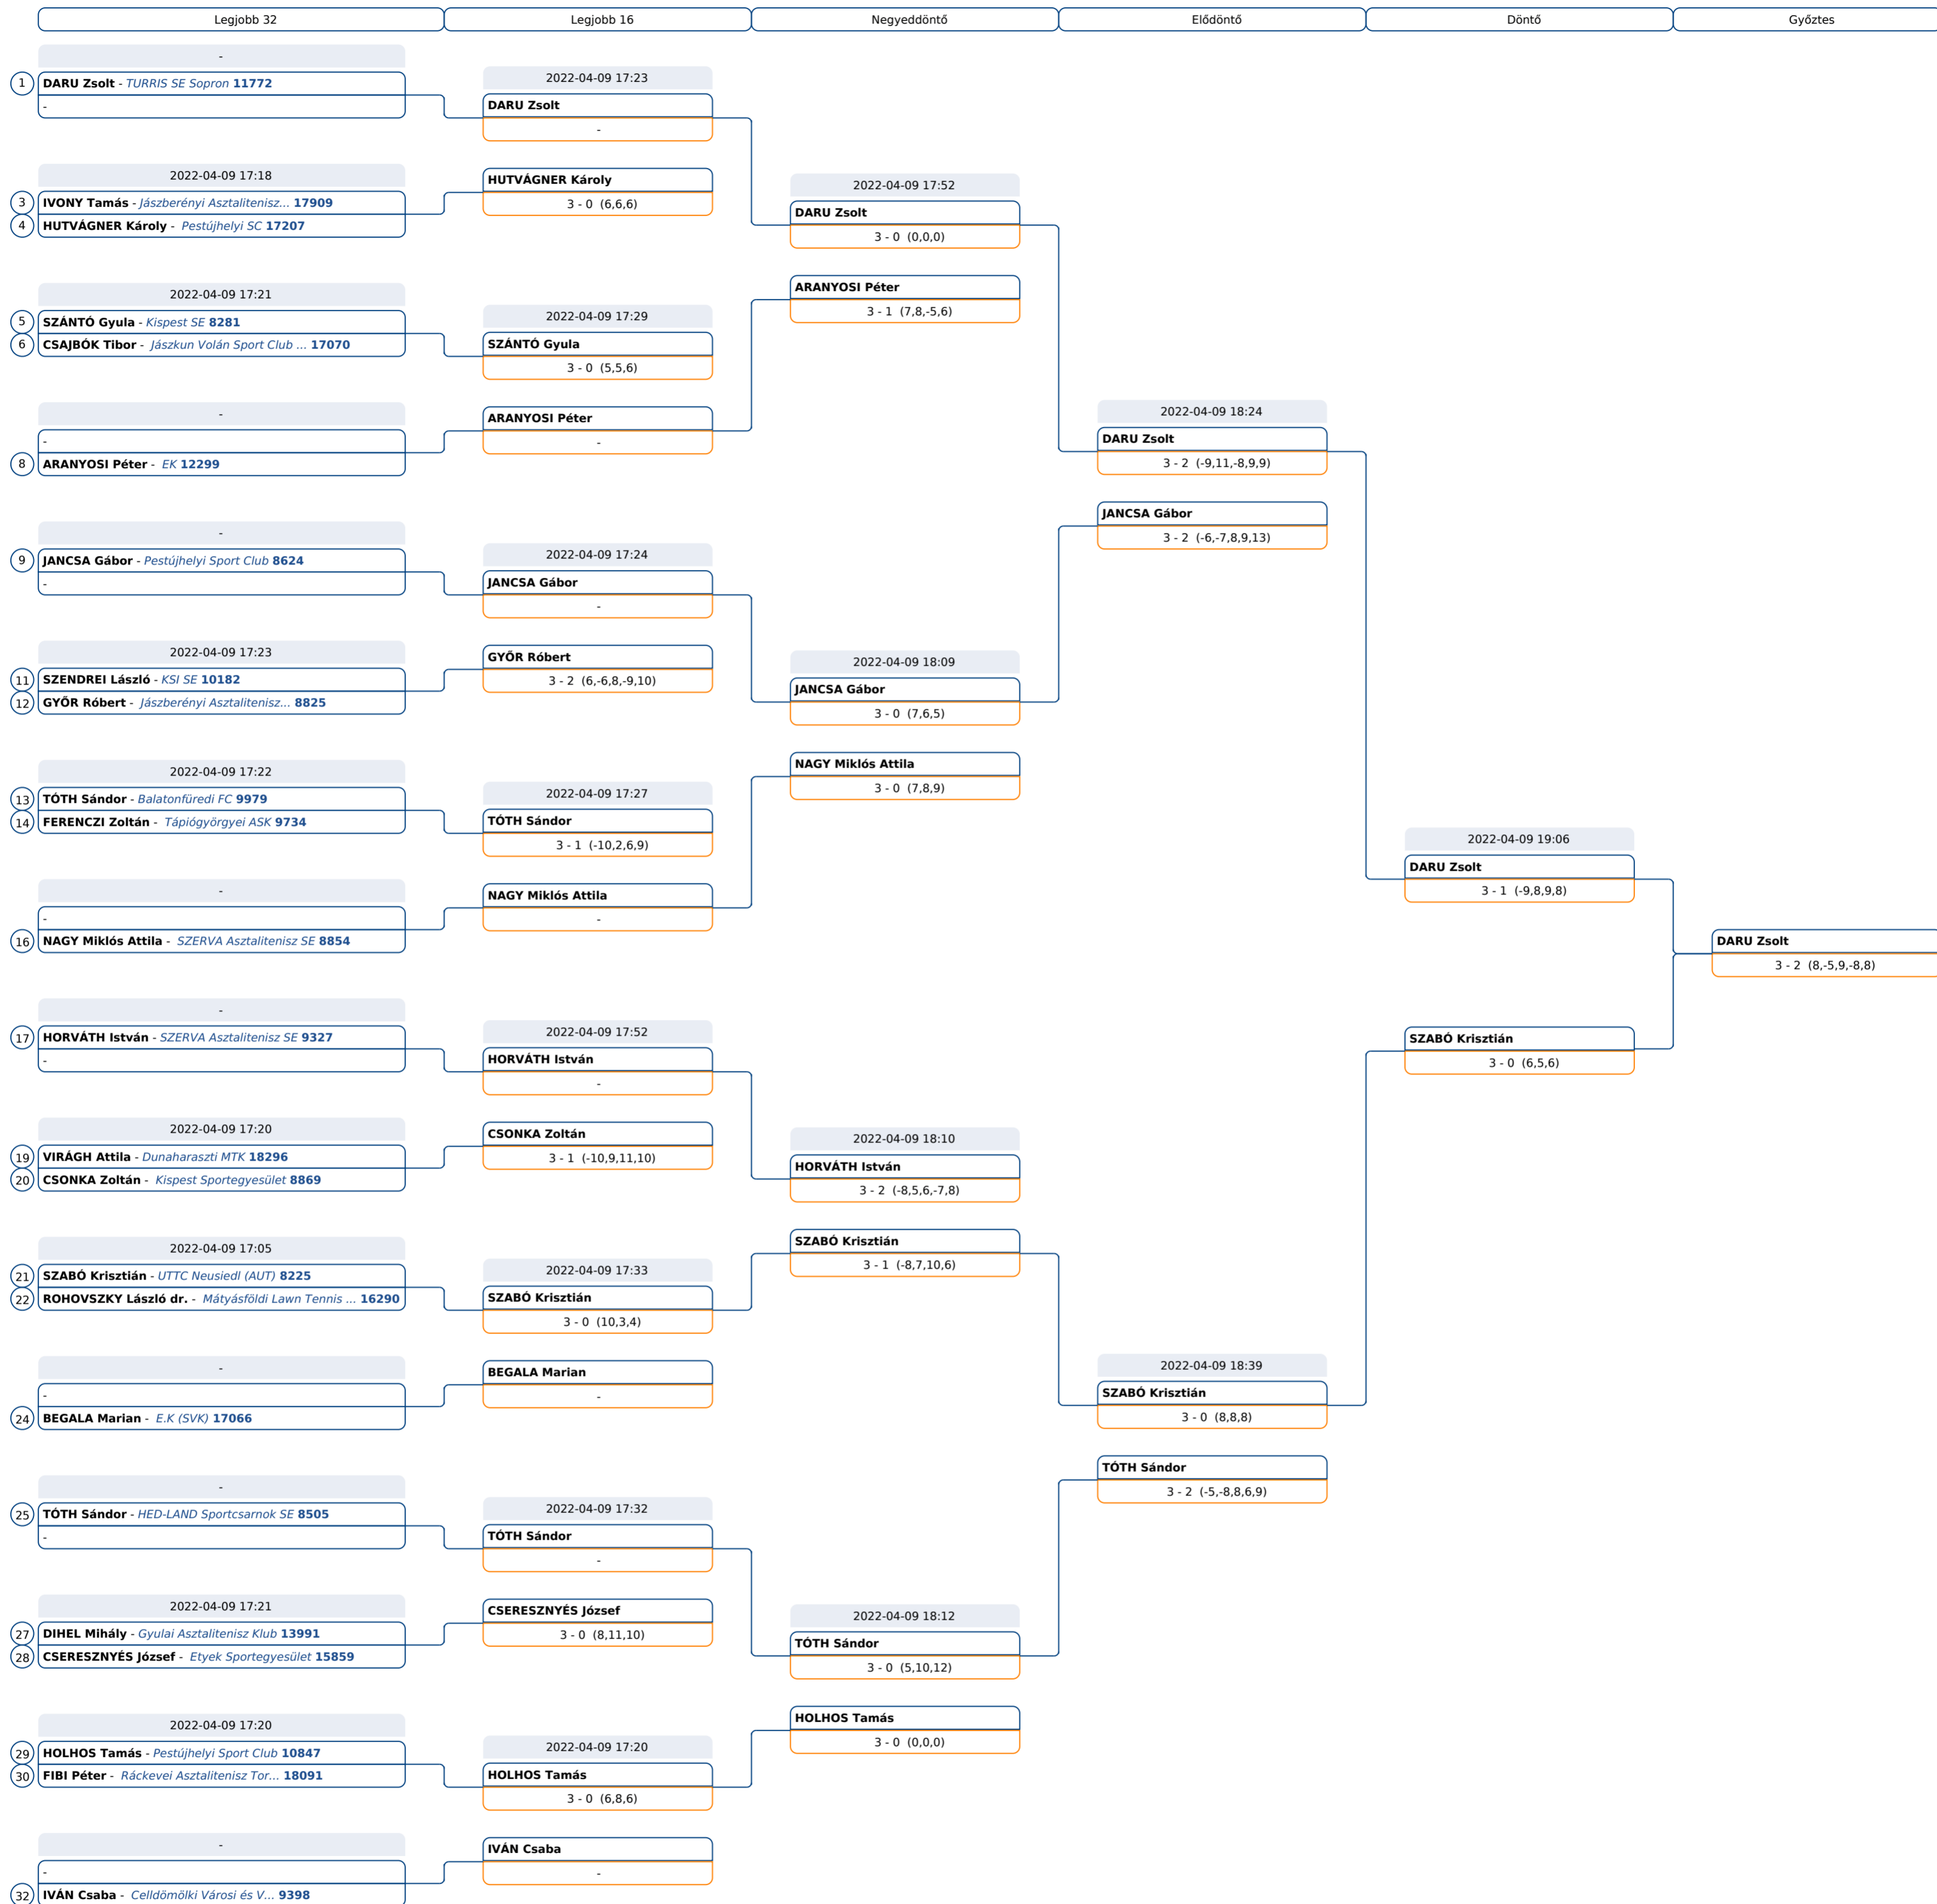 Legjobb 32
Legjobb 16
Negyeddöntő
Elődöntő
Döntő
Győztes
-
1 DARU Zsolt - TURRIS SE Sopron 11772
-
2022-04-09 17:18
3 IVONY Tamás - Jászberényi Asztalitenisz... 17909
4 HUTVÁGNER Károly - Pestújhelyi SC 17207
2022-04-09 17:21
5 SZÁNTÓ Gyula - Kispest SE 8281
6 CSAJBÓK Tibor - Jászkun Volán Sport Club ... 17070
-
-
8 ARANYOSI Péter - EK 12299
-
9 JANCSA Gábor - Pestújhelyi Sport Club 8624
-
2022-04-09 17:23
11 SZENDREI László - KSI SE 10182
12 GYŐR Róbert - Jászberényi Asztalitenisz... 8825
2022-04-09 17:22
13 TÓTH Sándor - Balatonfüredi FC 9979
14 FERENCZI Zoltán - Tápiógyörgyei ASK 9734
-
-
16 NAGY Miklós Attila - SZERVA Asztalitenisz SE 8854
-
17 HORVÁTH István - SZERVA Asztalitenisz SE 9327
-
2022-04-09 17:20
19 VIRÁGH Attila - Dunaharaszti MTK 18296
20 CSONKA Zoltán - Kispest Sportegyesület 8869
2022-04-09 17:05
21 SZABÓ Krisztián - UTTC Neusiedl (AUT) 8225
22 ROHOVSZKY László dr. - Mátyásföldi Lawn Tennis ... 16290
-
-
24 BEGALA Marian - E.K (SVK) 17066
-
25 TÓTH Sándor - HED-LAND Sportcsarnok SE 8505
-
2022-04-09 17:21
27 DIHEL Mihály - Gyulai Asztalitenisz Klub 13991
28 CSERESZNYÉS József - Etyek Sportegyesület 15859
2022-04-09 17:20
29 HOLHOS Tamás - Pestújhelyi Sport Club 10847
30 FIBI Péter - Ráckevei Asztalitenisz Tor... 18091
-
-
32 IVÁN Csaba - Celldömölki Városi és V... 9398
2022-04-09 17:23
DARU Zsolt
-
HUTVÁGNER Károly
3 - 0 (6,6,6)
2022-04-09 17:29
SZÁNTÓ Gyula
3 - 0 (5,5,6)
ARANYOSI Péter
-
2022-04-09 17:24
JANCSA Gábor
-
GYŐR Róbert
3 - 2 (6,-6,8,-9,10)
2022-04-09 17:27
TÓTH Sándor
3 - 1 (-10,2,6,9)
NAGY Miklós Attila
-
2022-04-09 17:52
HORVÁTH István
-
CSONKA Zoltán
3 - 1 (-10,9,11,10)
2022-04-09 17:33
SZABÓ Krisztián
3 - 0 (10,3,4)
BEGALA Marian
-
2022-04-09 17:32
TÓTH Sándor
-
CSERESZNYÉS József
3 - 0 (8,11,10)
2022-04-09 17:20
HOLHOS Tamás
3 - 0 (6,8,6)
IVÁN Csaba
-
2022-04-09 17:52
DARU Zsolt
3 - 0 (0,0,0)
ARANYOSI Péter
3 - 1 (7,8,-5,6)
2022-04-09 18:09
JANCSA Gábor
3 - 0 (7,6,5)
NAGY Miklós Attila
3 - 0 (7,8,9)
2022-04-09 18:10
HORVÁTH István
3 - 2 (-8,5,6,-7,8)
SZABÓ Krisztián
3 - 1 (-8,7,10,6)
2022-04-09 18:12
TÓTH Sándor
3 - 0 (5,10,12)
HOLHOS Tamás
3 - 0 (0,0,0)
2022-04-09 18:24
DARU Zsolt
3 - 2 (-9,11,-8,9,9)
JANCSA Gábor
3 - 2 (-6,-7,8,9,13)
2022-04-09 18:39
SZABÓ Krisztián
3 - 0 (8,8,8)
TÓTH Sándor
3 - 2 (-5,-8,8,6,9)
2022-04-09 19:06
DARU Zsolt
3 - 1 (-9,8,9,8)
SZABÓ Krisztián
3 - 0 (6,5,6)
DARU Zsolt
3 - 2 (8,-5,9,-8,8)